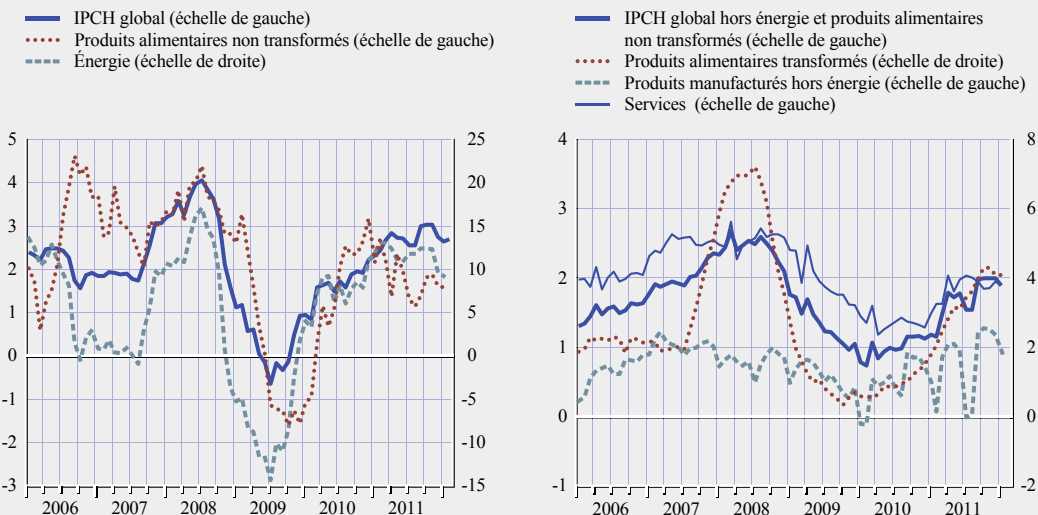 IPCH global (échelle de gauche)
Produits alimentaires non transformés (échelle de gauche)
Énergie (échelle de droite)
IPCH global hors énergie et produits alimentaires
non transformés (échelle de gauche)
Produits alimentaires transformés (échelle de droite)
Produits manufacturés hors énergie (échelle de gauche)
Services (échelle de gauche)
5 25
4 20
3 15
2 10
1 5
0 0
-1 -5
-2 -10
-3 -15
2006 2007 2008 2009 2010 2011
4 8
3 6
2 4
1 2
0 0
-1 -2
2006 2007 2008 2009 2010 2011